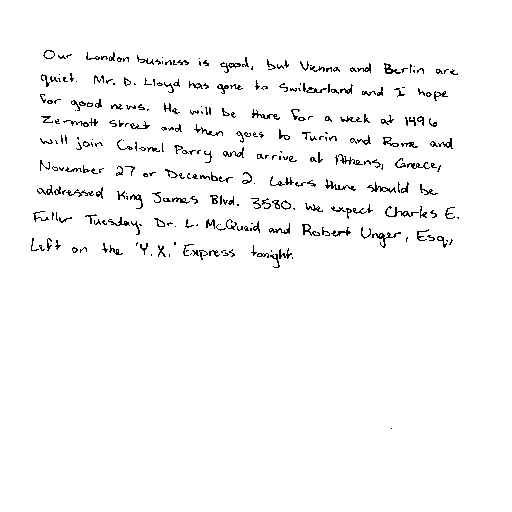 Our London business is good, but Vienna and Berlin are
quiet. Mr. D. Lloyd has gone to Switzerland and I hope
for good news. He will be there for a week at 1496
Zermott Street and then goes to Turin and Rome and
will join Colonel Parry and arrive at Athens, Greece,
November 27 or December 2. Letters there should be
addressed King James Blvd. 3580. We expect Charles E.
Fuller Tuesday. Dr. L. McQuaid and Robert Unger, Esq.,
Left on the 'Y.X.' Express tonight.